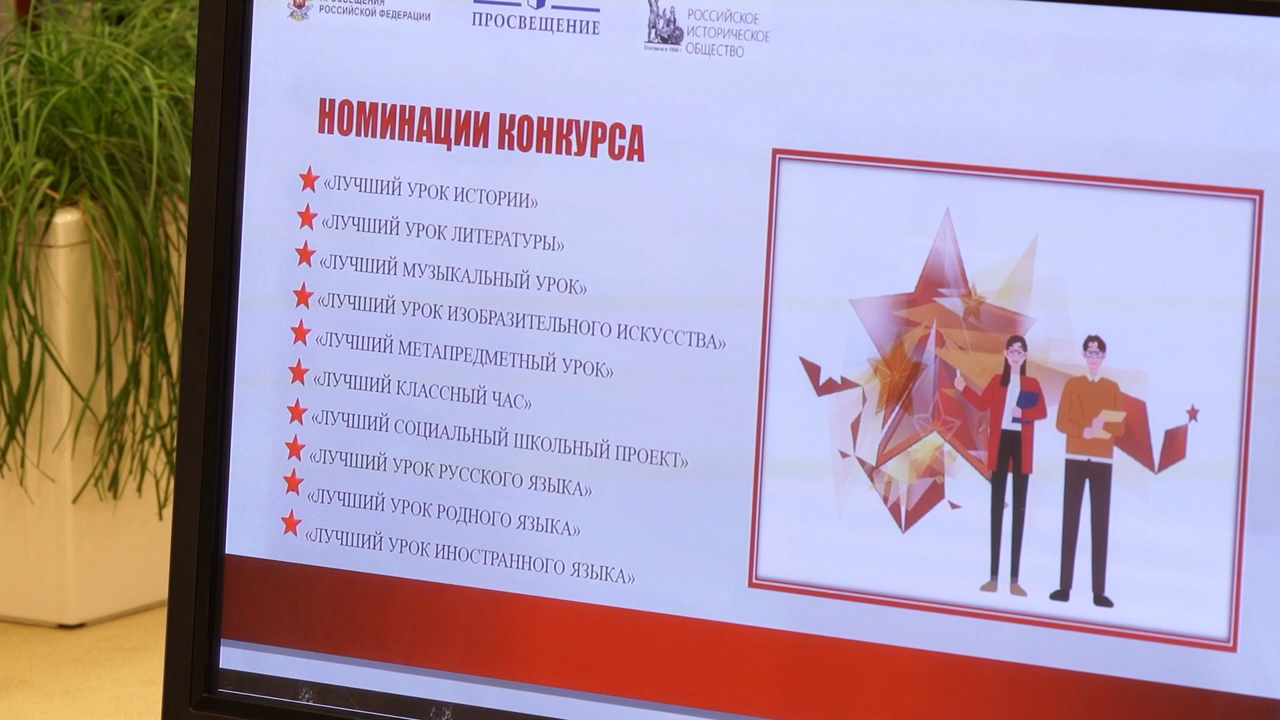 ПРОСВЕЩЕНИЯ
РОССИЙСКОЙ ФЕДЕРАЦИИ
ПРОСВЕЩЕНИЕ
РОССИЙСКОЕ
ИСТОРИЧЕСКОЕ
ОБЩЕСТВО
НОМИНАЦИИ КОНКУРСА
«ЛУЧШИЙ УРОК ИСТОРИИ»
«ЛУЧШИЙ УРОК ЛИТЕРАТУРЫ»
«ЛУЧШИЙ МУЗЫКАЛЬНЫЙ УРОК»
«ЛУЧШИЙ УРОК ИЗОБРАЗИТЕЛЬНОГО ИСКУССТВА»
«ЛУЧШИЙ МЕТАПРЕДМЕТНЫЙ УРОК»
«ЛУЧШИЙ КЛАССНЫЙ ЧАС»
«ЛУЧШИЙ СОЦИАЛЬНЫЙ ШКОЛЬНЫЙ ПРОЕКТ»
«ЛУЧШИЙ УРОК РУССКОГО ЯЗЫКА»
«ЛУЧШИЙ УРОК РОДНОГО ЯЗЫКА»
«ЛУЧШИЙ УРОК ИНОСТРАННОГО ЯЗЫКА»